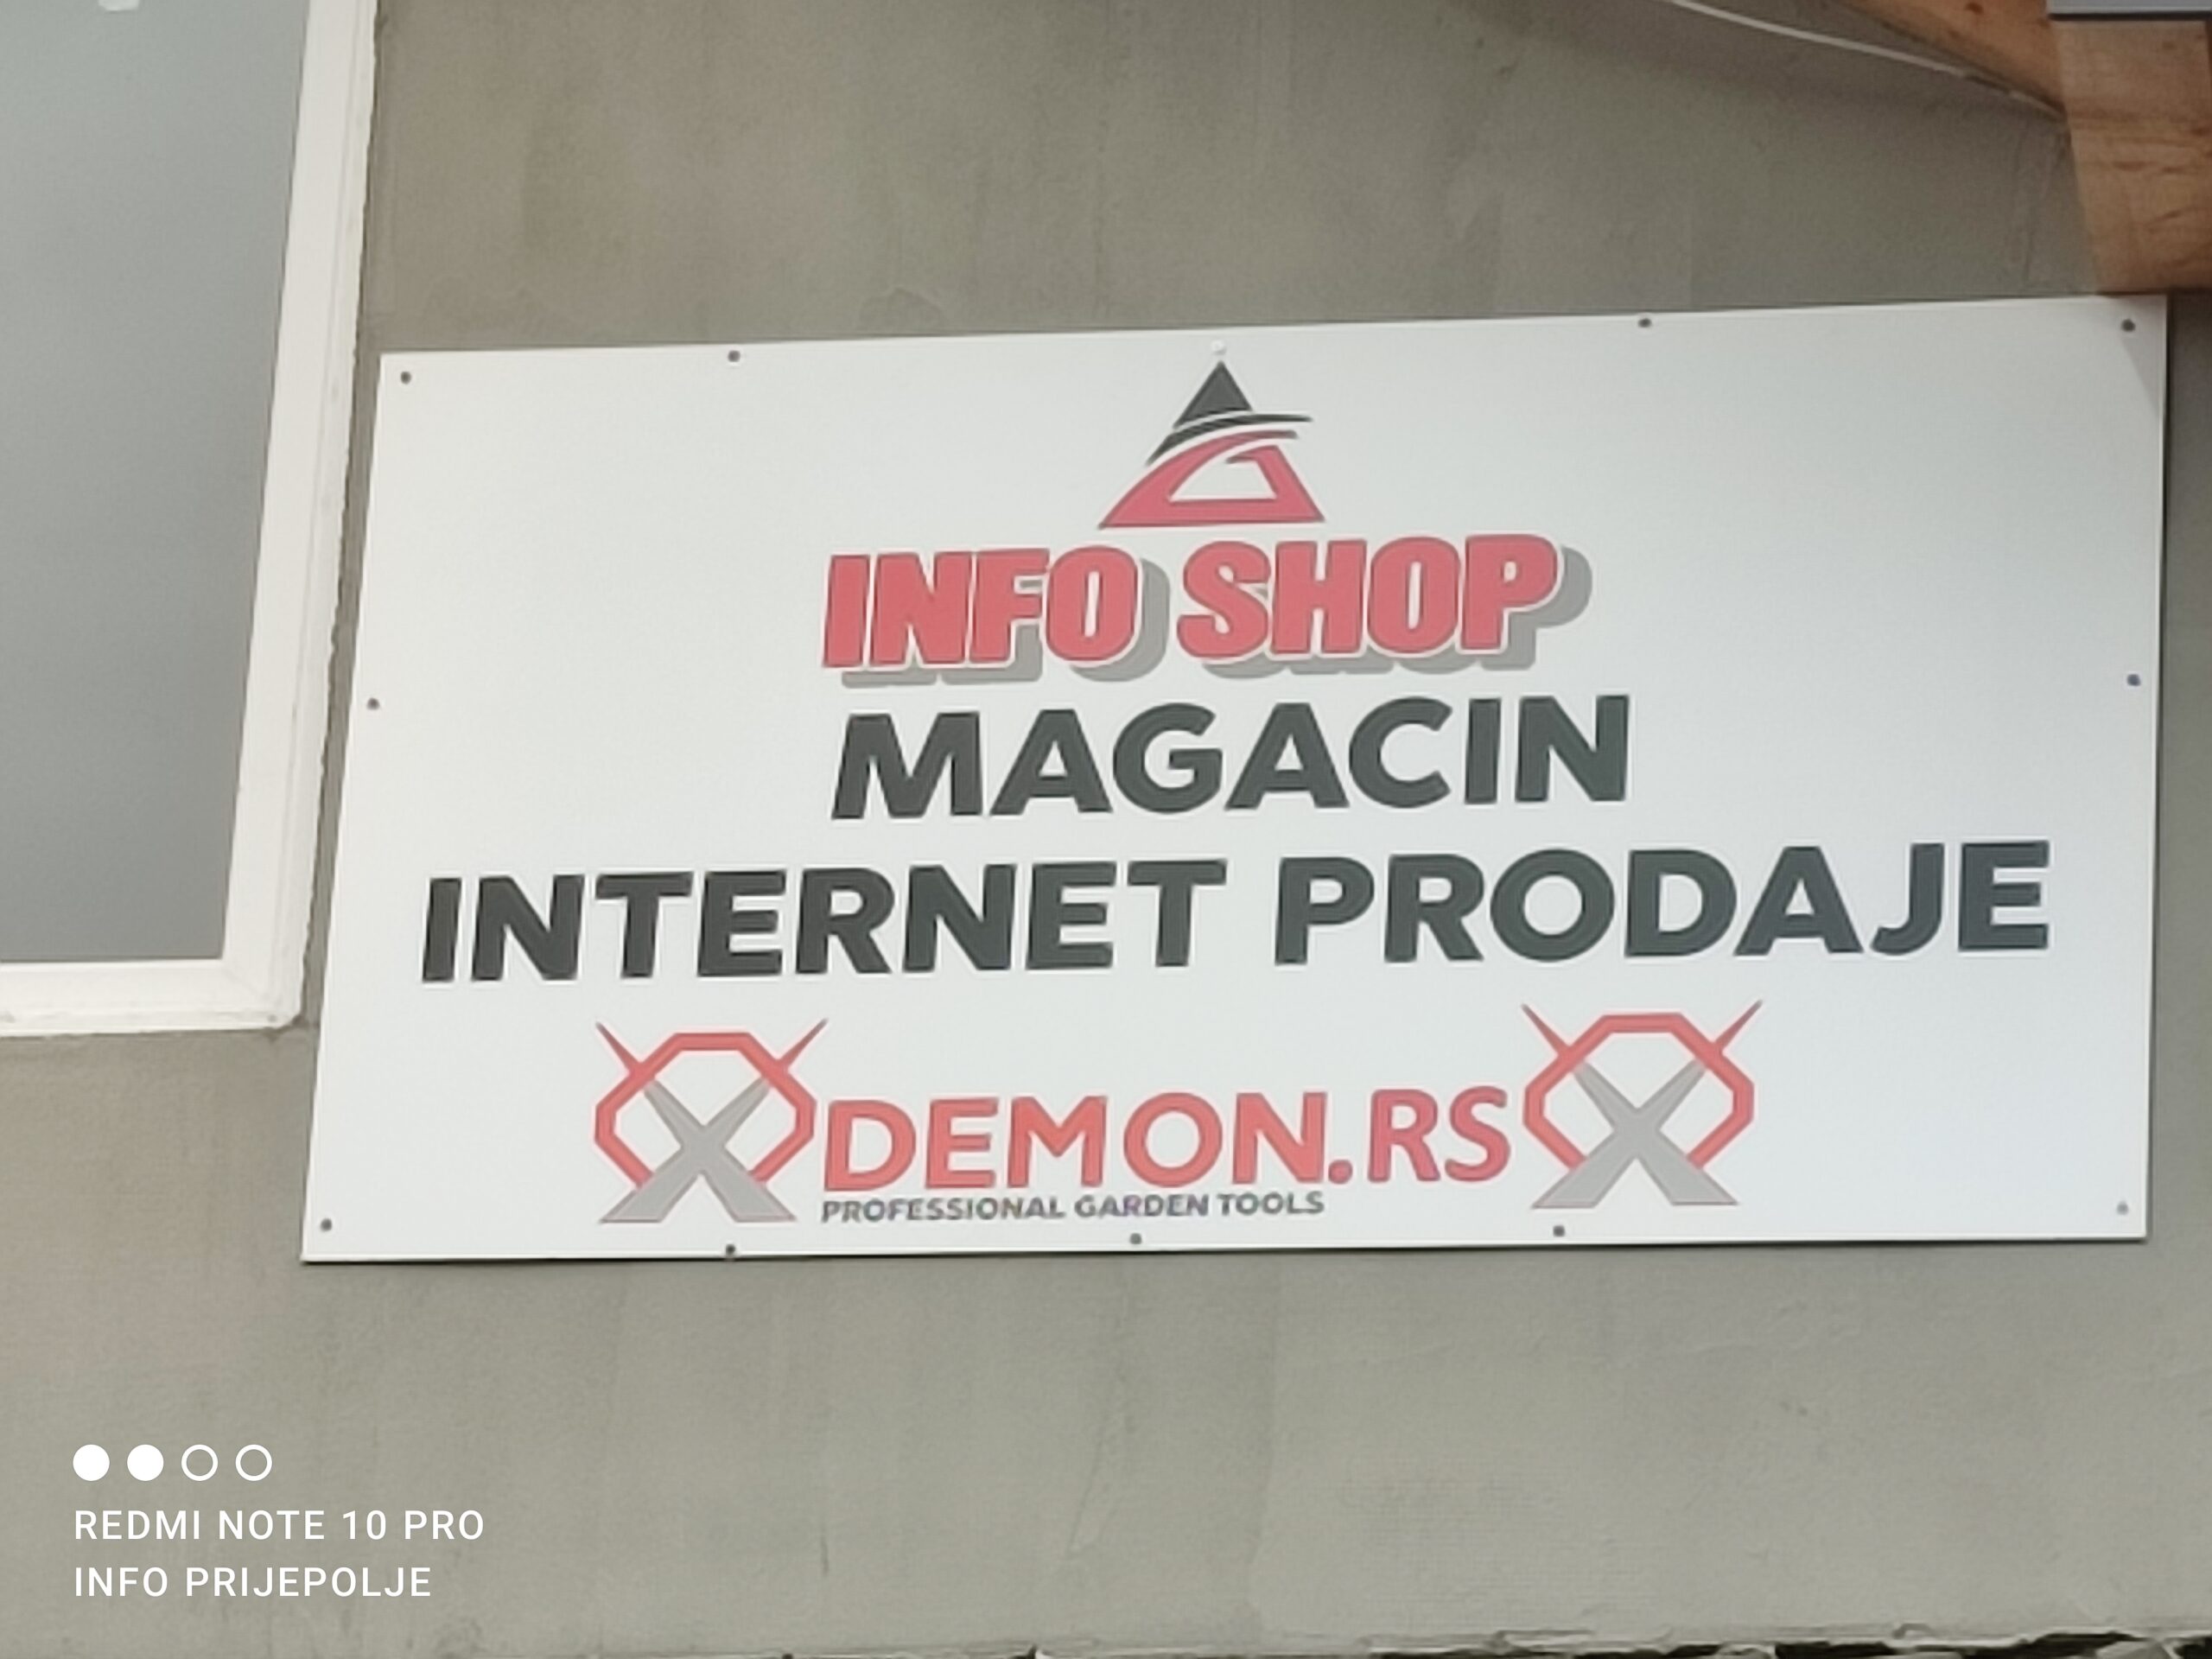 INFO SHOP
MAGACIN
INTERNET PRODAJE
DEMON.RS
PROFESSIONAL GARDEN TOOLS
REDMI NOTE 10 PRO
INFO PRIJEPOLJE